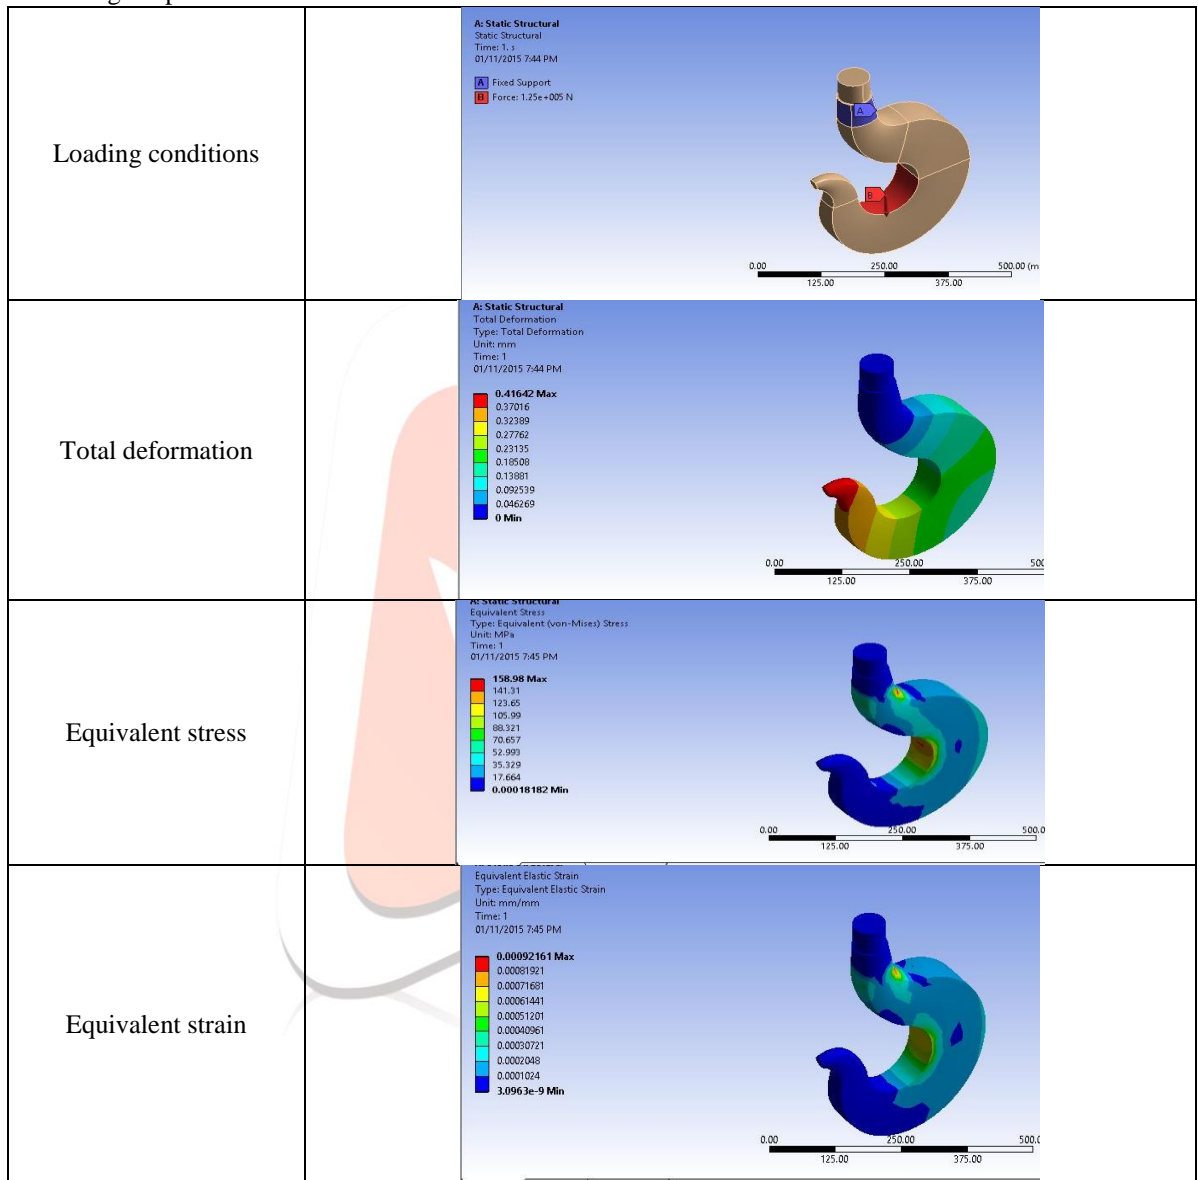 Loading conditions
A: Static Structural
Static Structural
Time: 1. s
01/11/2015 7:44 PM
A Fixed Support
B Force: 1.25e+005 N
A
B
0.00 250.00 500.00 (m
125.00 375.00
Total deformation
A: Static Structural
Total Deformation
Type: Total Deformation
Unit: mm
Time: 1
01/11/2015 7:44 PM
0.41642 Max
0.37016
0.32389
0.27762
0.23135
0.18508
0.13881
0.092539
0.046269
0 Min
0.00 250.00 500
125.00 375.00
Equivalent stress
A: Static Structural
Equivalent Stress
Type: Equivalent (von-Mises) Stress
Unit: MPa
Time: 1
01/11/2015 7:45 PM
158.98 Max
141.31
123.65
105.99
88.321
70.657
52.993
35.329
17.664
0.00018182 Min
0.00 250.00 500.0
125.00 375.00
Equivalent strain
Equivalent Elastic Strain
Type: Equivalent Elastic Strain
Unit: mm/mm
Time: 1
01/11/2015 7:45 PM
0.00092161 Max
0.00081921
0.00071681
0.00061441
0.00051201
0.00040961
0.00030721
0.0002048
0.0001024
3.0963e-9 Min
0.00 250.00 500.0
125.00 375.00